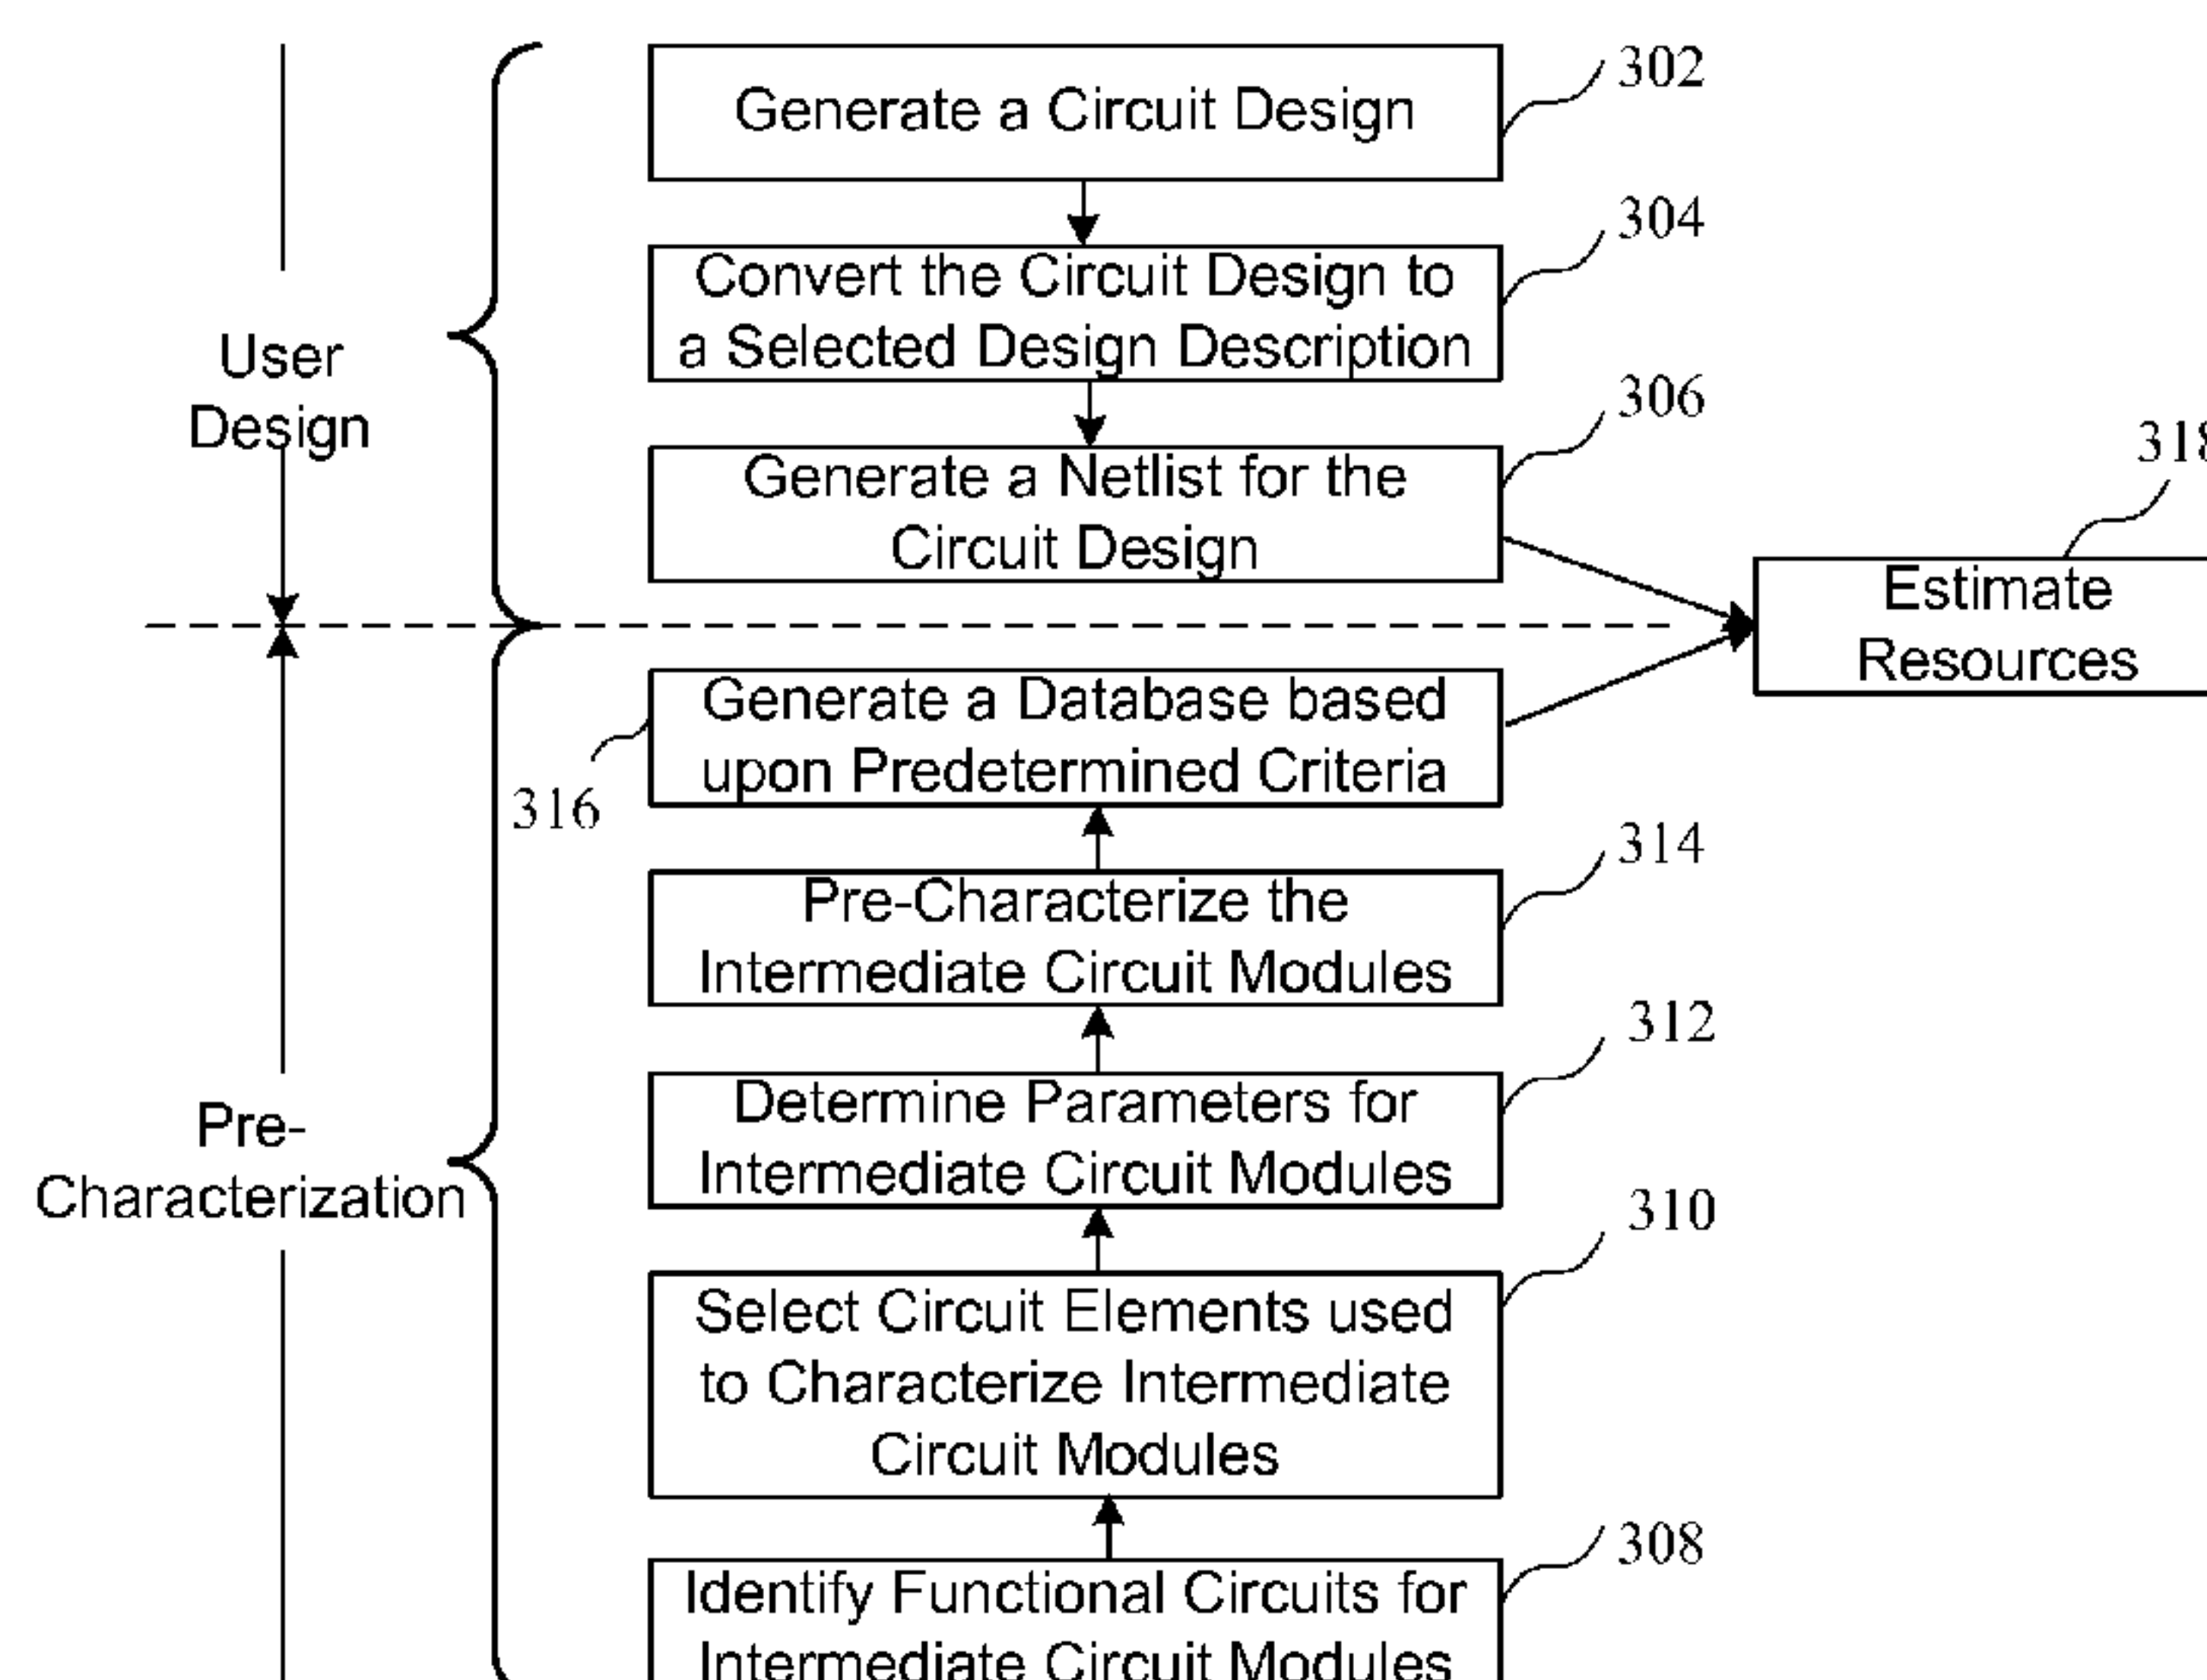 302
Generate a Circuit Design
304
Convert the Circuit Design to
a Selected Design Description
User
Design
306
Generate a Netlist for the
Circuit Design
318
Estimate
Resources
Generate a Database based
upon Predetermined Criteria
316
314
Pre-Characterize the
Intermediate Circuit Modules
312
Determine Parameters for
Intermediate Circuit Modules
Pre-
Characterization
310
Select Circuit Elements used
to Characterize Intermediate
Circuit Modules
308
Identify Functional Circuits for
Intermediate Circuit Modules